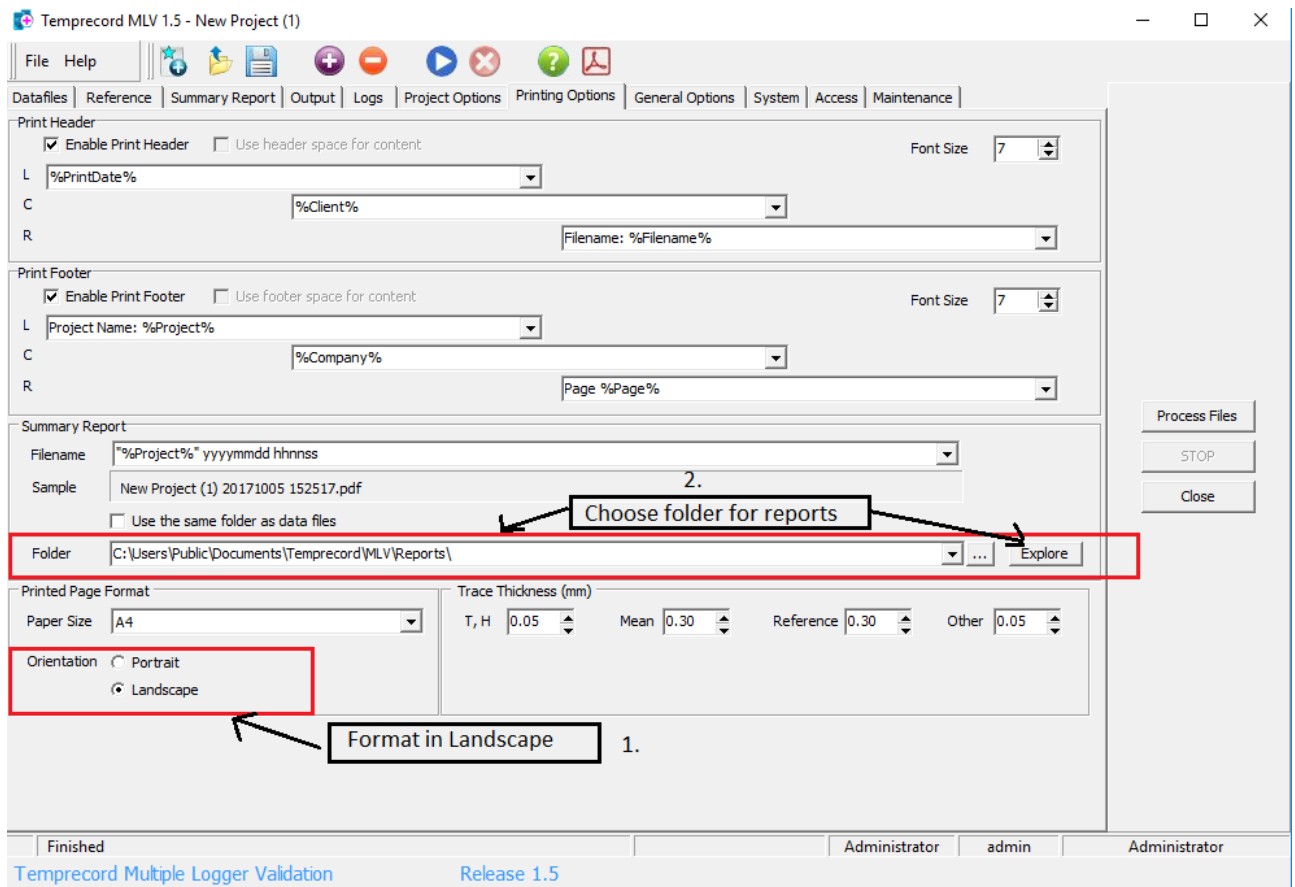 Temprecord MLV 1.5 - New Project (1)
File Help
Datafiles Reference Summary Report Output Logs Project Options Printing Options General Options System Access Maintenance
Print Header
Enable Print Header Use header space for content Font Size 7
L %PrintDate%
C %Client%
R Filename: %Filename%
Print Footer
Enable Print Footer Use footer space for content Font Size 7
L Project Name: %Project%
C %Company%
R Page %Page%
Process Files
STOP
Close
Summary Report
Filename "%Project%" yyyymmdd hhnnss
Sample New Project (1) 20171005 152517.pdf
2.
Use the same folder as data files
Choose folder for reports
Folder C:\Users\Public\Documents\Temprecord\MLV\Reports\ ... Explore
Printed Page Format
Paper Size A4
Trace Thickness (mm)
T, H 0.05 Mean 0.30 Reference 0.30 Other 0.05
Orientation Portrait
Landscape
Format in Landscape 1.
Finished Administrator admin Administrator
Temprecord Multiple Logger Validation Release 1.5